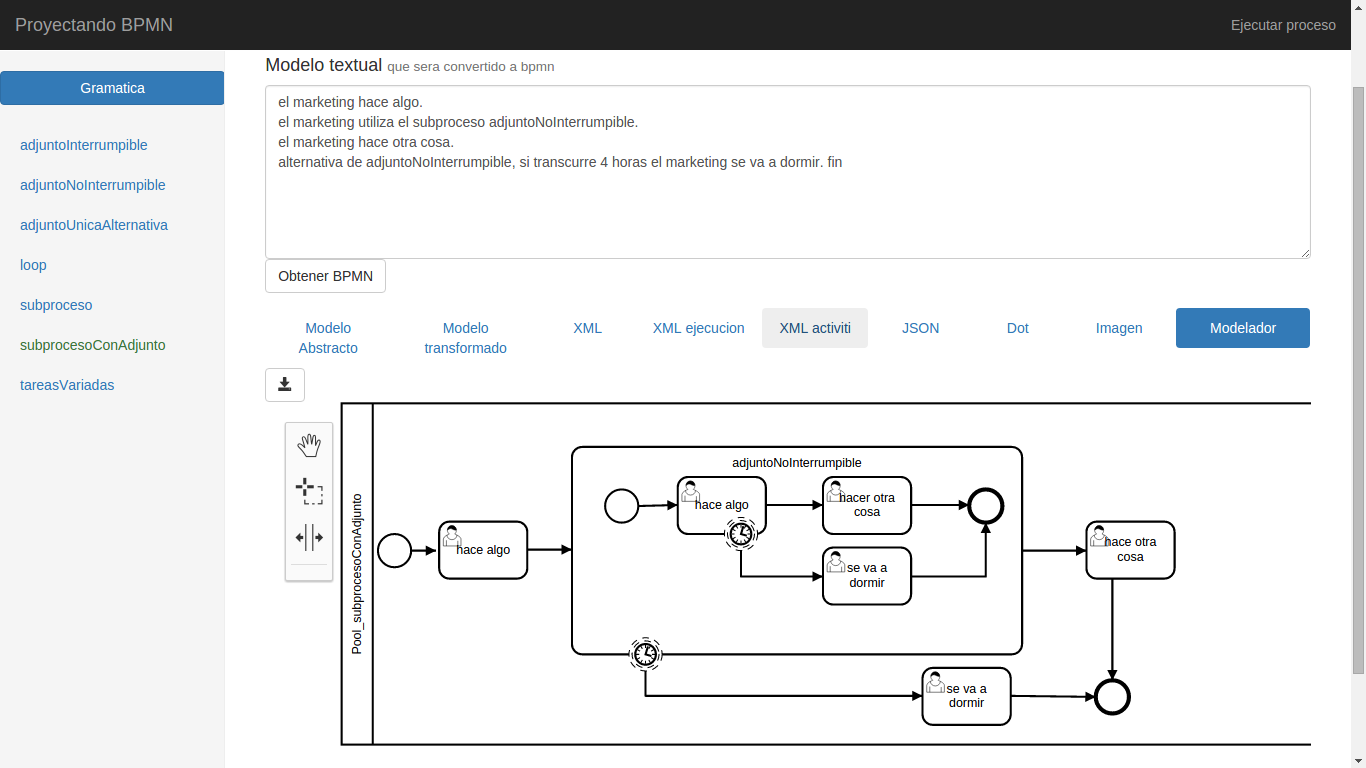 Proyectando BPMN
Ejecutar proceso
Gramatica
adjuntoInterrumpible
adjuntoNoInterrumpible
adjuntoUnicaAlternativa
loop
subproceso
subprocesoConAdjunto
tareasVariadas
Modelo textual que sera convertido a bpmn
el marketing hace algo.
el marketing utiliza el subproceso adjuntoNoInterrumpible.
el marketing hace otra cosa.
alternativa de adjuntoNoInterrumpible, si transcurre 4 horas el marketing se va a dormir. fin
Obtener BPMN
Modelo
Abstracto
Modelo
transformado
XML
XML ejecucion
XML activiti
JSON
Dot
Imagen
Modelador
Pool_subprocesoConAdjunto
hace algo
adjuntoNoInterrumpible
hace algo
hacer otra
cosa
se va a
dormir
hace otra
cosa
se va a
dormir